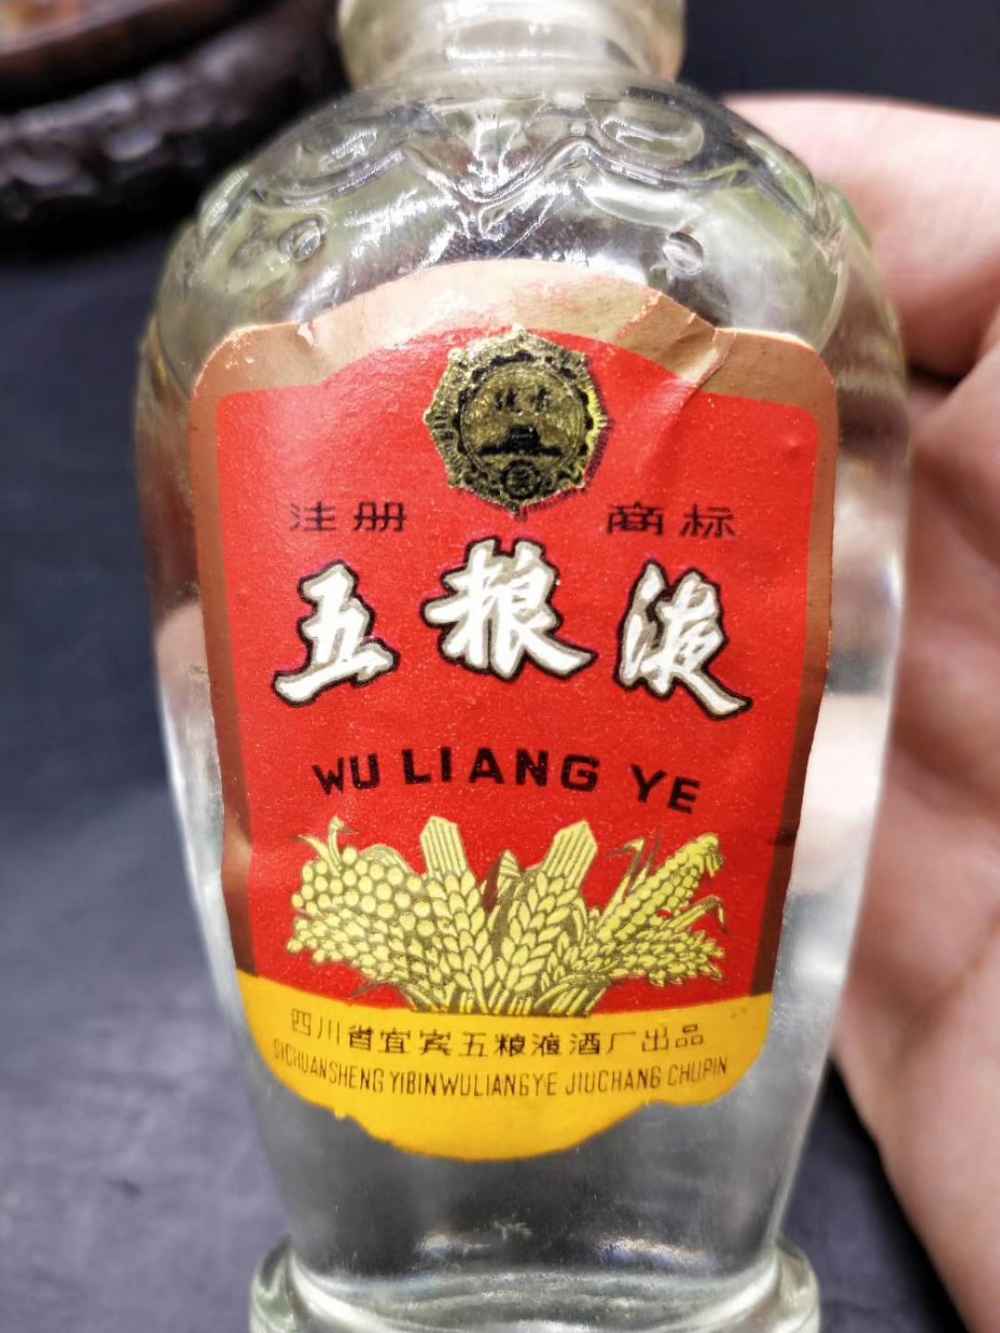 注册 商标
五粮液
WU LIANG YE
四川省宜宾五粮液酒厂出品
SICHUANSHENG YIBINWULIANGYE JIUCHANG CHUPIN